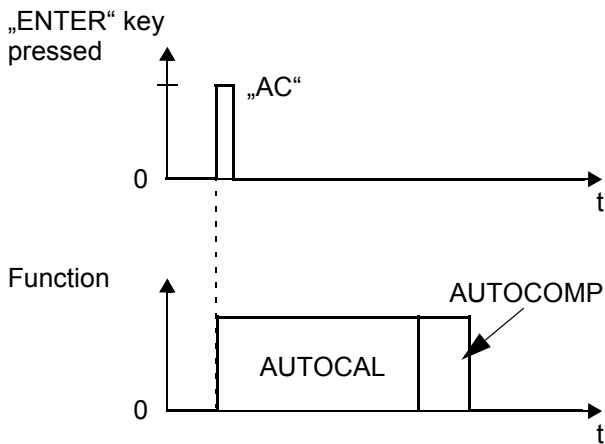 „ENTER“ key
pressed
„AC“
0
t
Function
AUTOCOMP
AUTOCAL
0
t